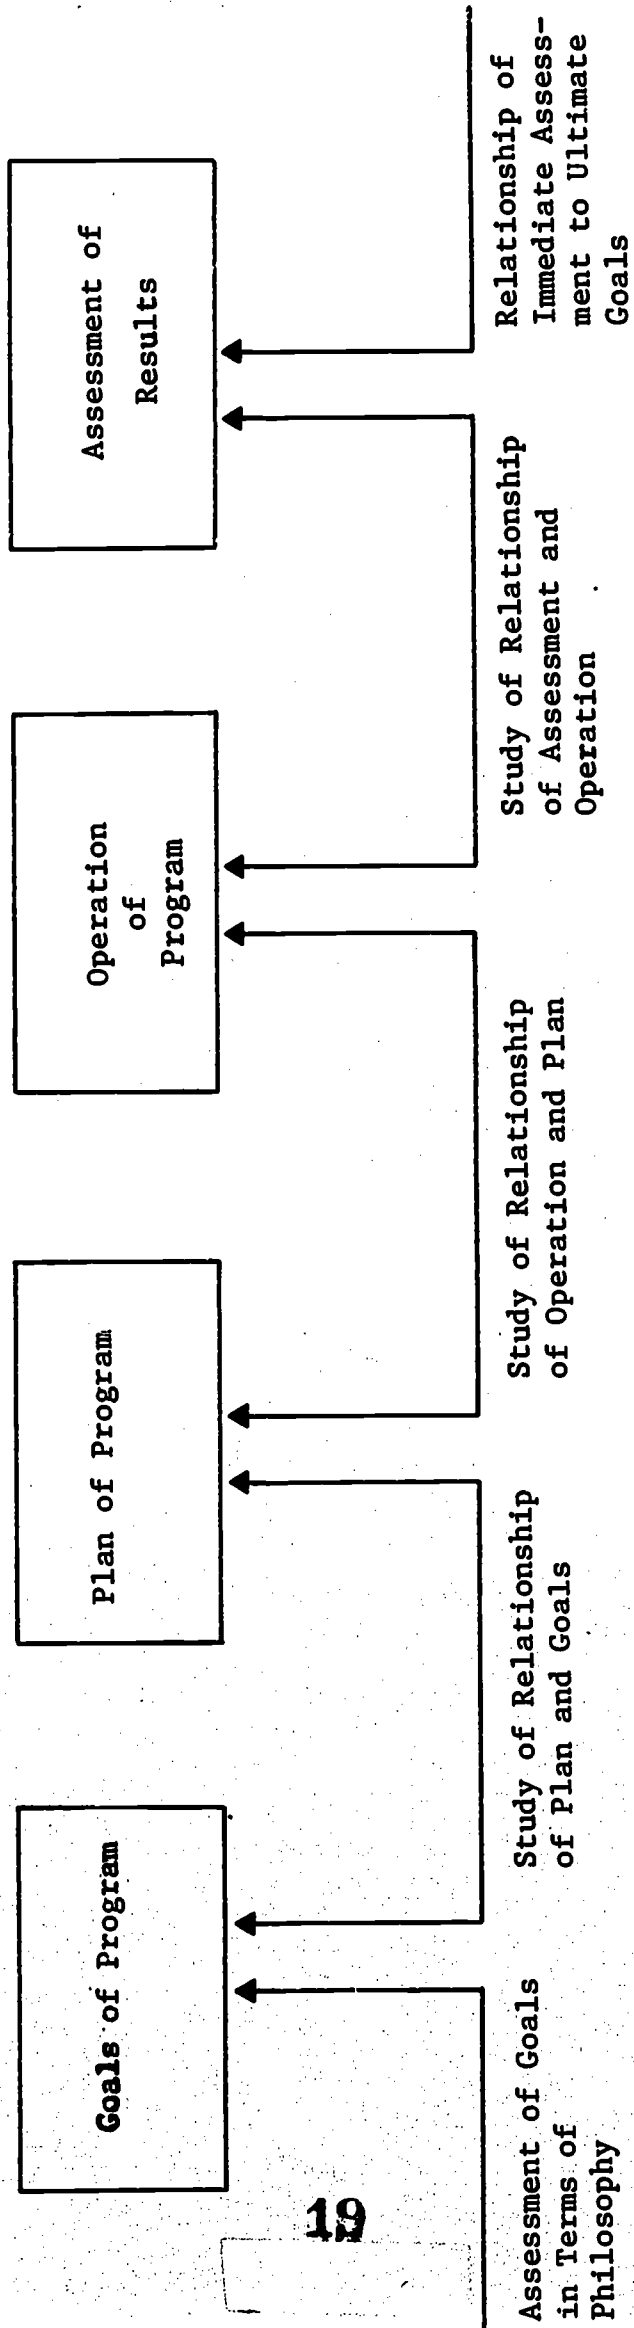 Goals of Program
Plan of Program
Operation
of
Program
Assessment of
Results
Assessment of Goals
in Terms of
Philosophy
Study of Relationship
of Plan and Goals
Study of Relationship
of Operation and Plan
Study of Relationship
of Assessment and
Operation
Relationship of
Immediate Assess-
ment to Ultimate
Goals
19